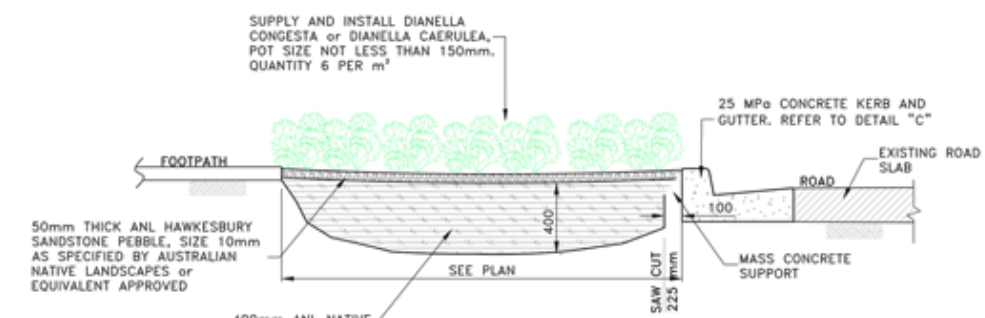 SUPPLY AND INSTALL DIANELLA
CONGESTA or DIANELLA CAERULEA,
POT SIZE NOT LESS THAN 150mm.
QUANTITY 6 PER m²
25 MPa CONCRETE KERB AND
GUTTER. REFER TO DETAIL "C"
FOOTPATH
EXISTING ROAD
SLAB
ROAD
50mm THICK ANL HAWKESBURY
SANDSTONE PEBBLE, SIZE 10mm
AS SPECIFIED BY AUSTRALIAN
NATIVE LANDSCAPES or
EQUIVALENT APPROVED
400
100
SEE PLAN
SAW CUT
225 mm
MASS CONCRETE
SUPPORT
ANL NATIVE